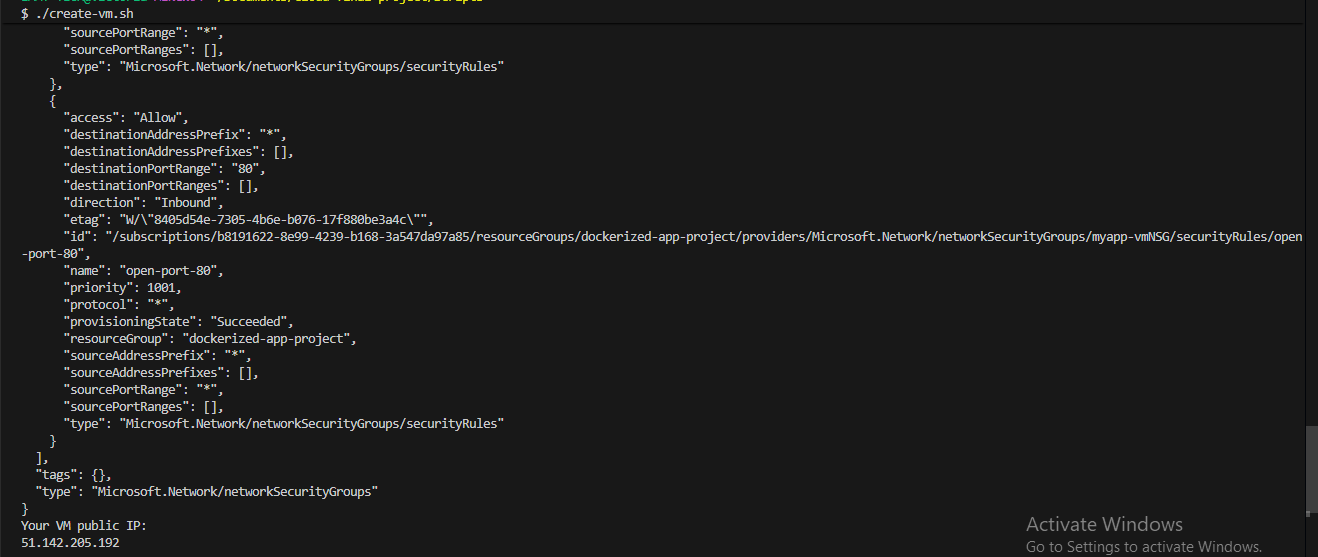 $ ./create-vm.sh
"sourcePortRange": "*",
"sourcePortRanges": [],
"type": "Microsoft.Network/networkSecurityGroups/securityRules"
},
{
"access": "Allow",
"destinationAddressPrefix": "*",
"destinationAddressPrefixes": [],
"destinationPortRange": "80",
"destinationPortRanges": [],
"direction": "Inbound",
"etag": "W/\"8405d54e-7305-4b6e-b076-17f880be3a4c\"",
"id": "/subscriptions/b8191622-8e99-4239-b168-3a547da97a85/resourceGroups/dockerized-app-project/providers/Microsoft.Network/networkSecurityGroups/myapp-vmNSG/securityRules/open
-port-80",
"name": "open-port-80",
"priority": 1001,
"protocol": "*",
"provisioningState": "Succeeded",
"resourceGroup": "dockerized-app-project",
"sourceAddressPrefix": "*",
"sourceAddressPrefixes": [],
"sourcePortRange": "*",
"sourcePortRanges": [],
"type": "Microsoft.Network/networkSecurityGroups/securityRules"
}
],
"tags": {},
"type": "Microsoft.Network/networkSecurityGroups"
}
Your VM public IP:
51.142.205.192
Activate Windows
Go to Settings to activate Windows.